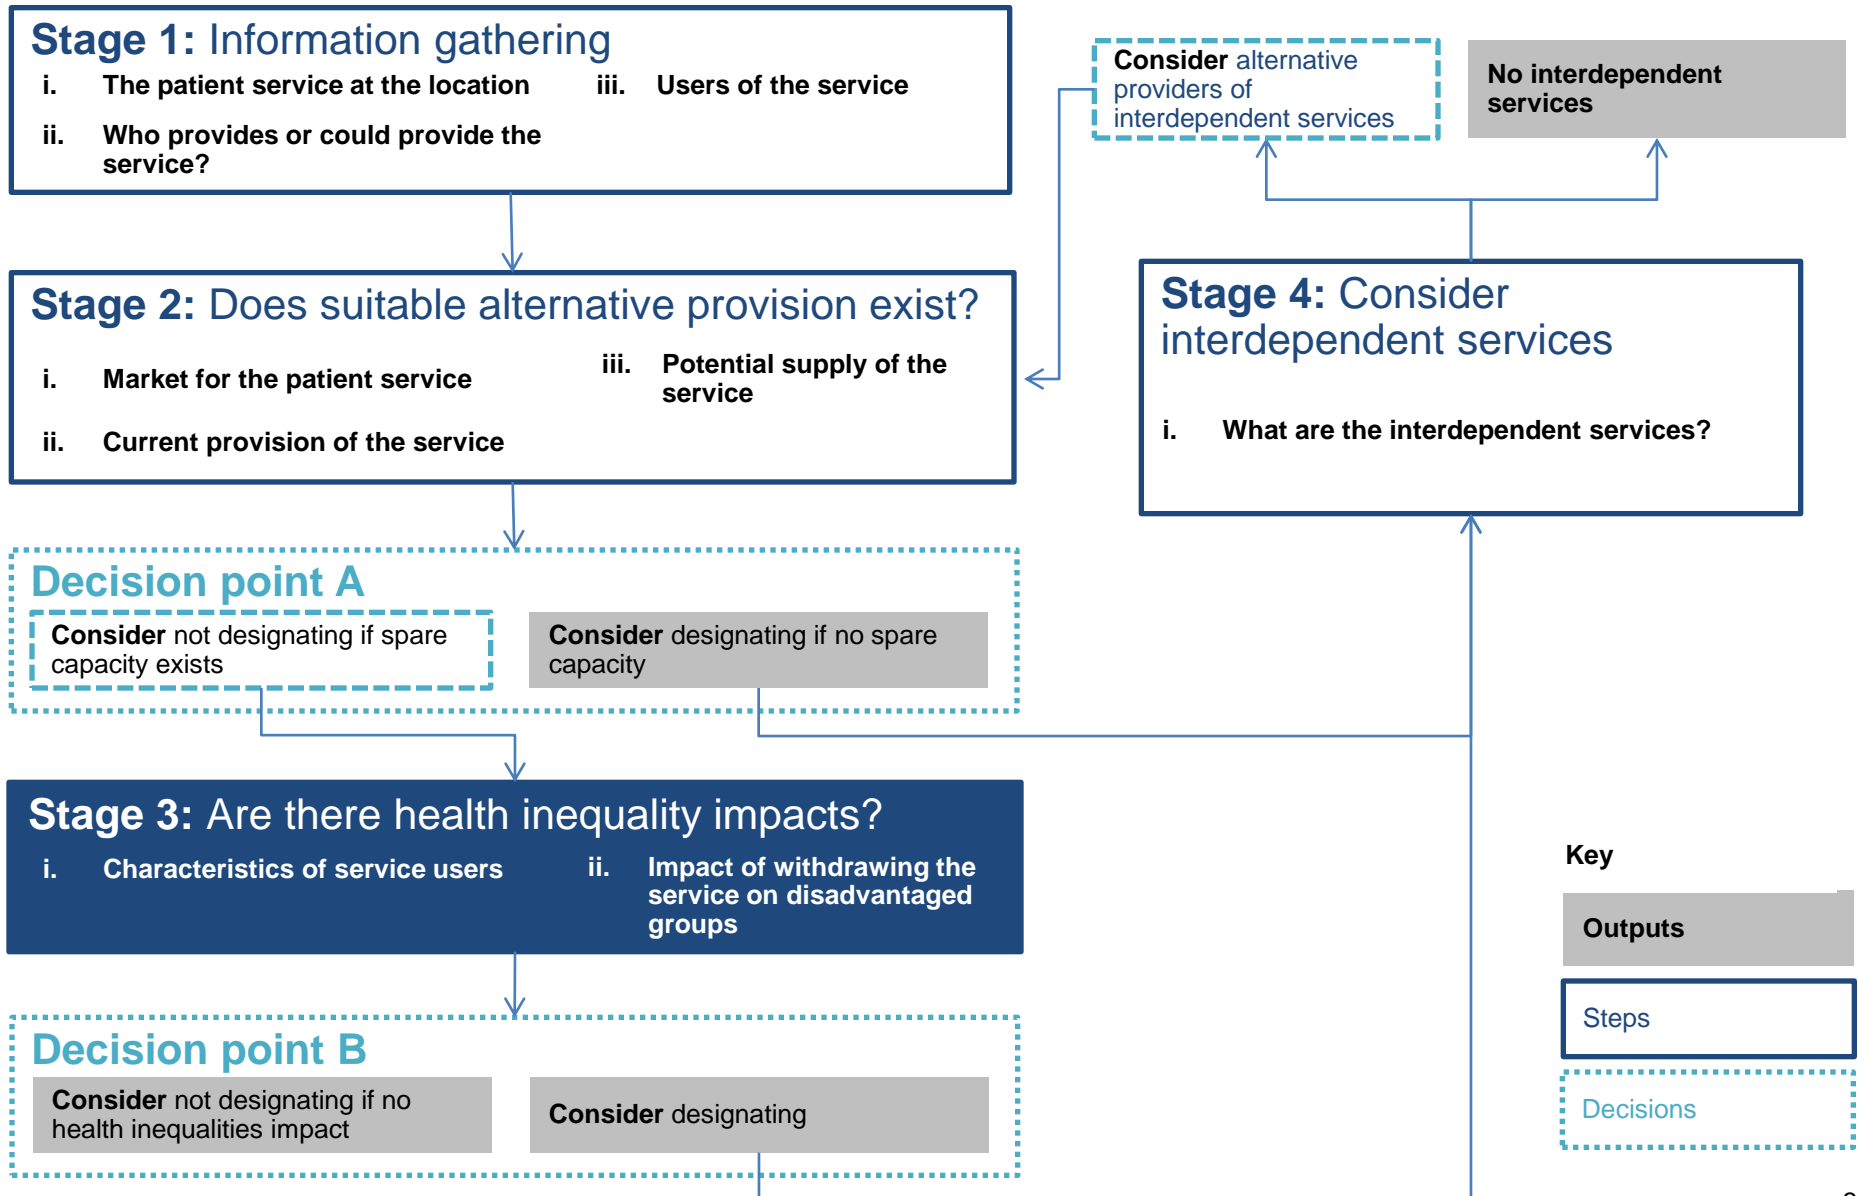 Stage 1: Information gathering
i. The patient service at the location
ii. Who provides or could provide the
service?
iii. Users of the service
Consider alternative
providers of
interdependent services
No interdependent
services
Stage 2: Does suitable alternative provision exist?
i. Market for the patient service
ii. Current provision of the service
iii. Potential supply of the
service
Stage 4: Consider
interdependent services
i. What are the interdependent services?
Decision point A
Consider not designating if spare
capacity exists
Consider designating if no spare
capacity
Stage 3: Are there health inequality impacts?
i. Characteristics of service users
ii. Impact of withdrawing the
service on disadvantaged
groups
Decision point B
Consider not designating if no
health inequalities impact
Consider designating
Key
Outputs
Steps
Decisions